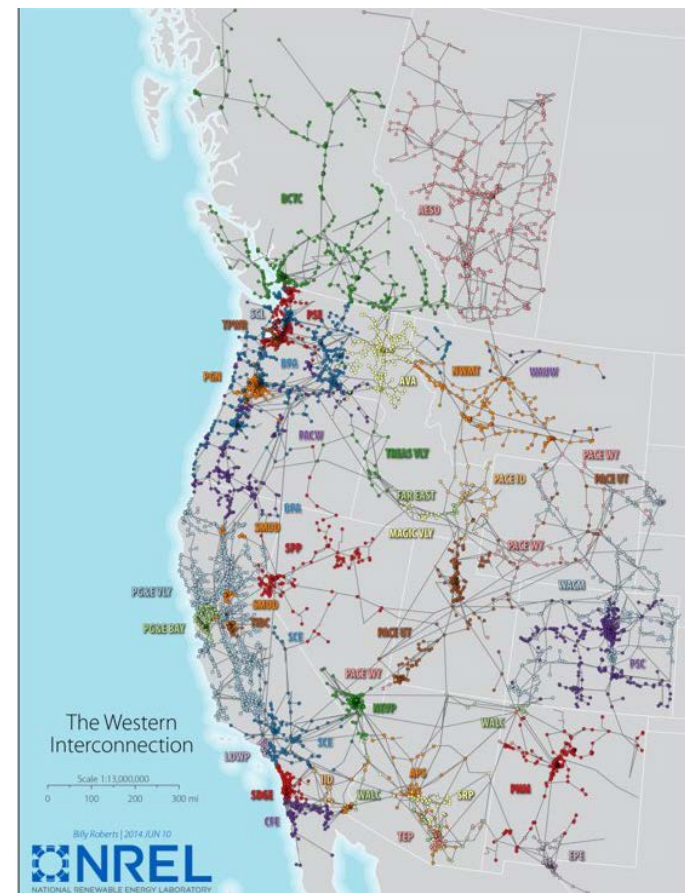 BCTC
AESO
SCL
PSE
TPWR
BPA
PGN
AVA
NWMT
WAUW
PACW
TREAS VLY
PACE WY
PACE ID
PACE UT
FAR EAST
BPA
MAGIC VLY
SMUD
SPP
PACE WY
PG&E VLY
WACM
SMUD
PG&E BAY
TIDC
SCE
PACE UT
PSC
PACE WY
NEVP
The Western
Interconnection
WALC
LDWP
SCE
Scale 1:13,000,000
0 100 200 300 mi
SDGE
IID
WALC
APS
SRP
PNM
CFE
TEP
EPE
Billy Roberts | 2014 JUN 10
NREL
NATIONAL RENEWABLE ENERGY LABORATORY